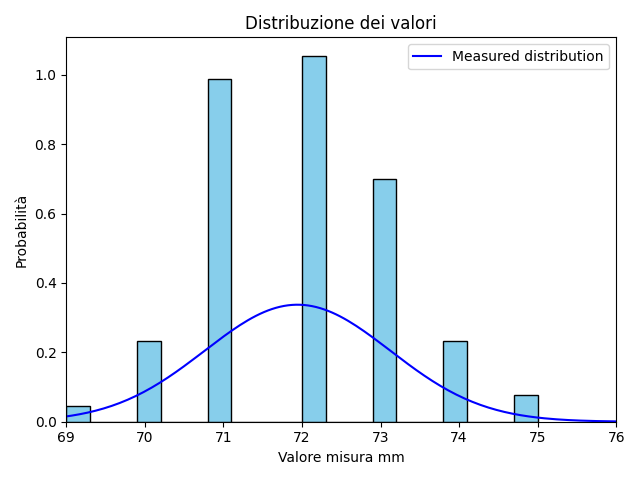 Distribuzione dei valori
Measured distribution
Probabilità
1.0
0.8
0.6
0.4
0.2
0.0
69 70 71 72 73 74 75 76
Valore misura mm